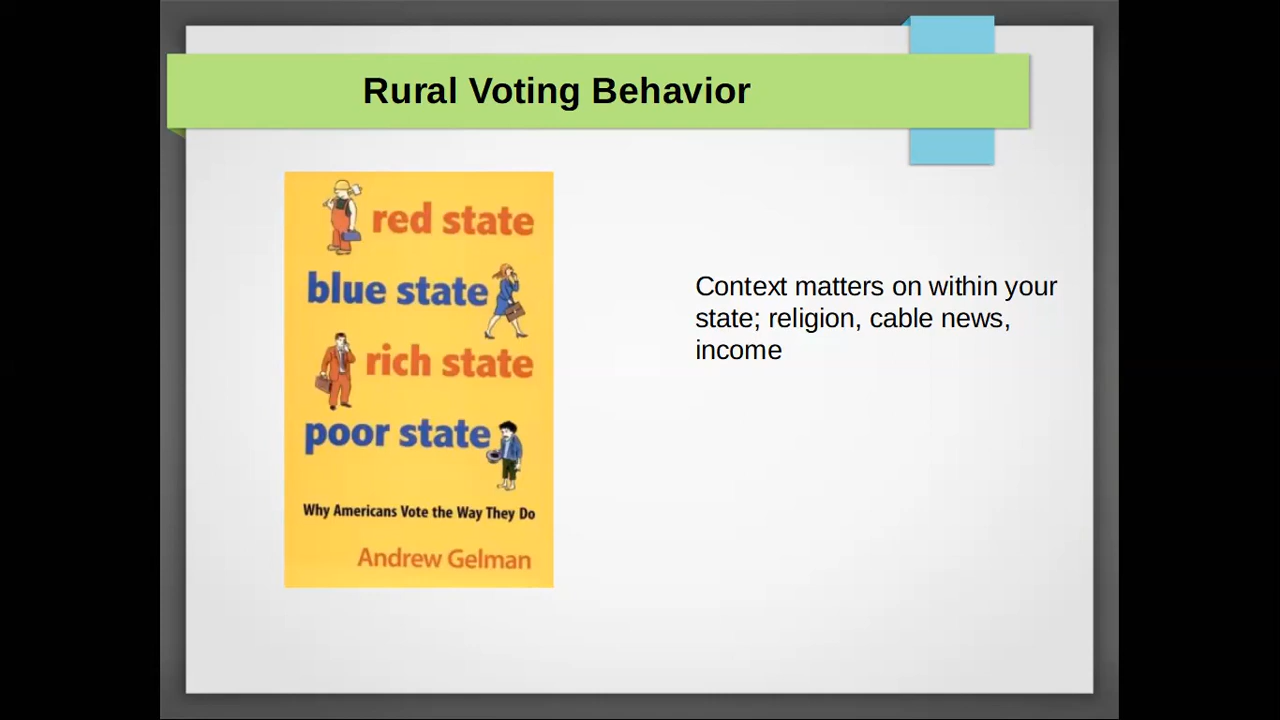 Rural Voting Behavior
red state
blue state
rich state
poor state
Why Americans Vote the Way They Do
Andrew Gelman
Context matters on within your
state; religion, cable news,
income